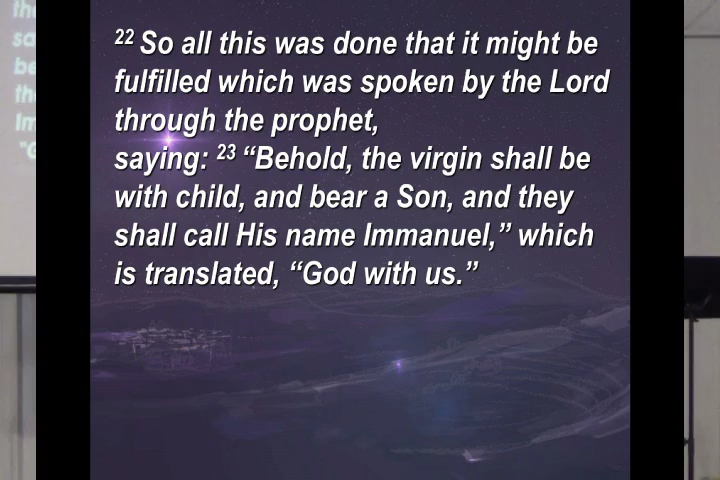 22 So all this was done that it might be
fulfilled which was spoken by the Lord
through the prophet,
saying: 23 “Behold, the virgin shall be
with child, and bear a Son, and they
shall call His name Immanuel,” which
is translated, “God with us.”